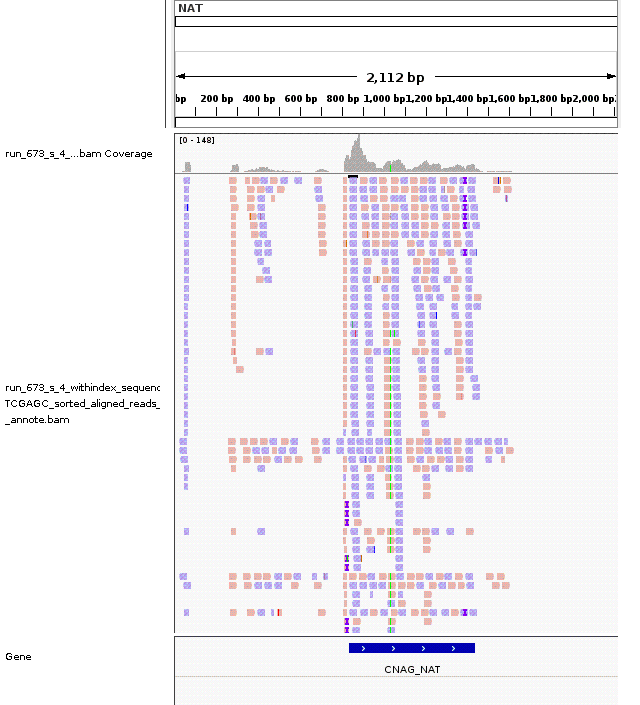 NAT
2,112 bp
bp 200 bp 400 bp 600 bp 800 bp 1,000 bp 1,200 bp 1,400 bp 1,600 bp 1,800 bp 2,000 bp
[0 - 148]
run_673_s_4_...bam Coverage
run_673_s_4_withindex_sequenc
TCGAGC_sorted_aligned_reads_
_annote.bam
Gene
CNAG_NAT